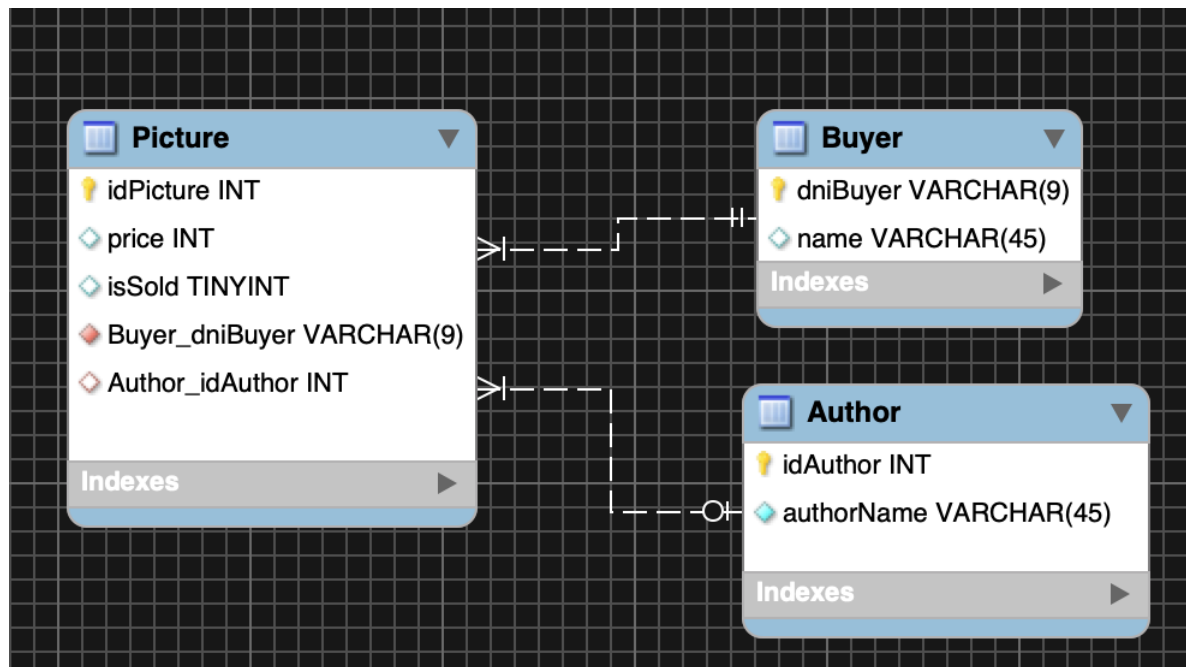 Picture
idPicture INT
price INT
isSold TINYINT
Buyer_dniBuyer VARCHAR(9)
Author_idAuthor INT
Indexes
Buyer
dniBuyer VARCHAR(9)
name VARCHAR(45)
Indexes
Author
idAuthor INT
authorName VARCHAR(45)
Indexes